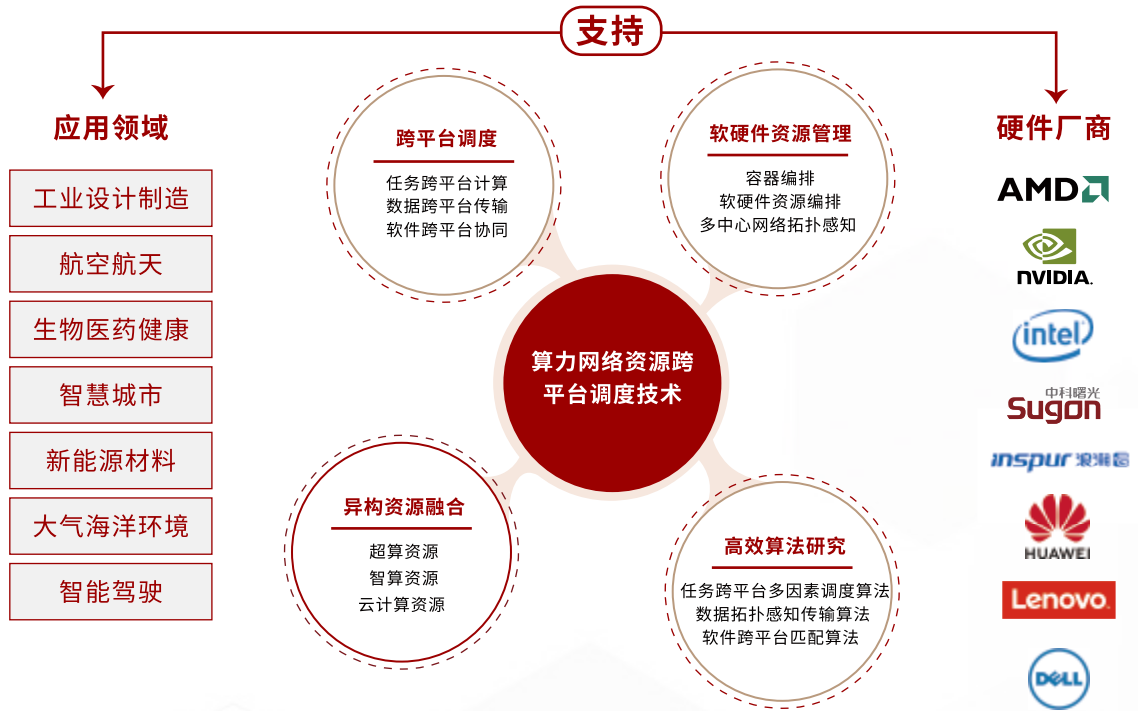 支持
应用领域
工业设计制造
航空航天
生物医药健康
智慧城市
新能源材料
大气海洋环境
智能驾驶
跨平台调度
任务跨平台计算
数据跨平台传输
软件跨平台协同
软硬件资源管理
容器编排
软硬件资源编排
多中心网络拓扑感知
算力网络资源跨
平台调度技术
异构资源融合
超算资源
智算资源
云计算资源
高效算法研究
任务跨平台多因素调度算法
数据拓扑感知传输算法
软件跨平台匹配算法
硬件厂商
AMD
NVIDIA
intel
中科曙光
Sugon
inspur 浪潮
HUAWEI
Lenovo
DELL